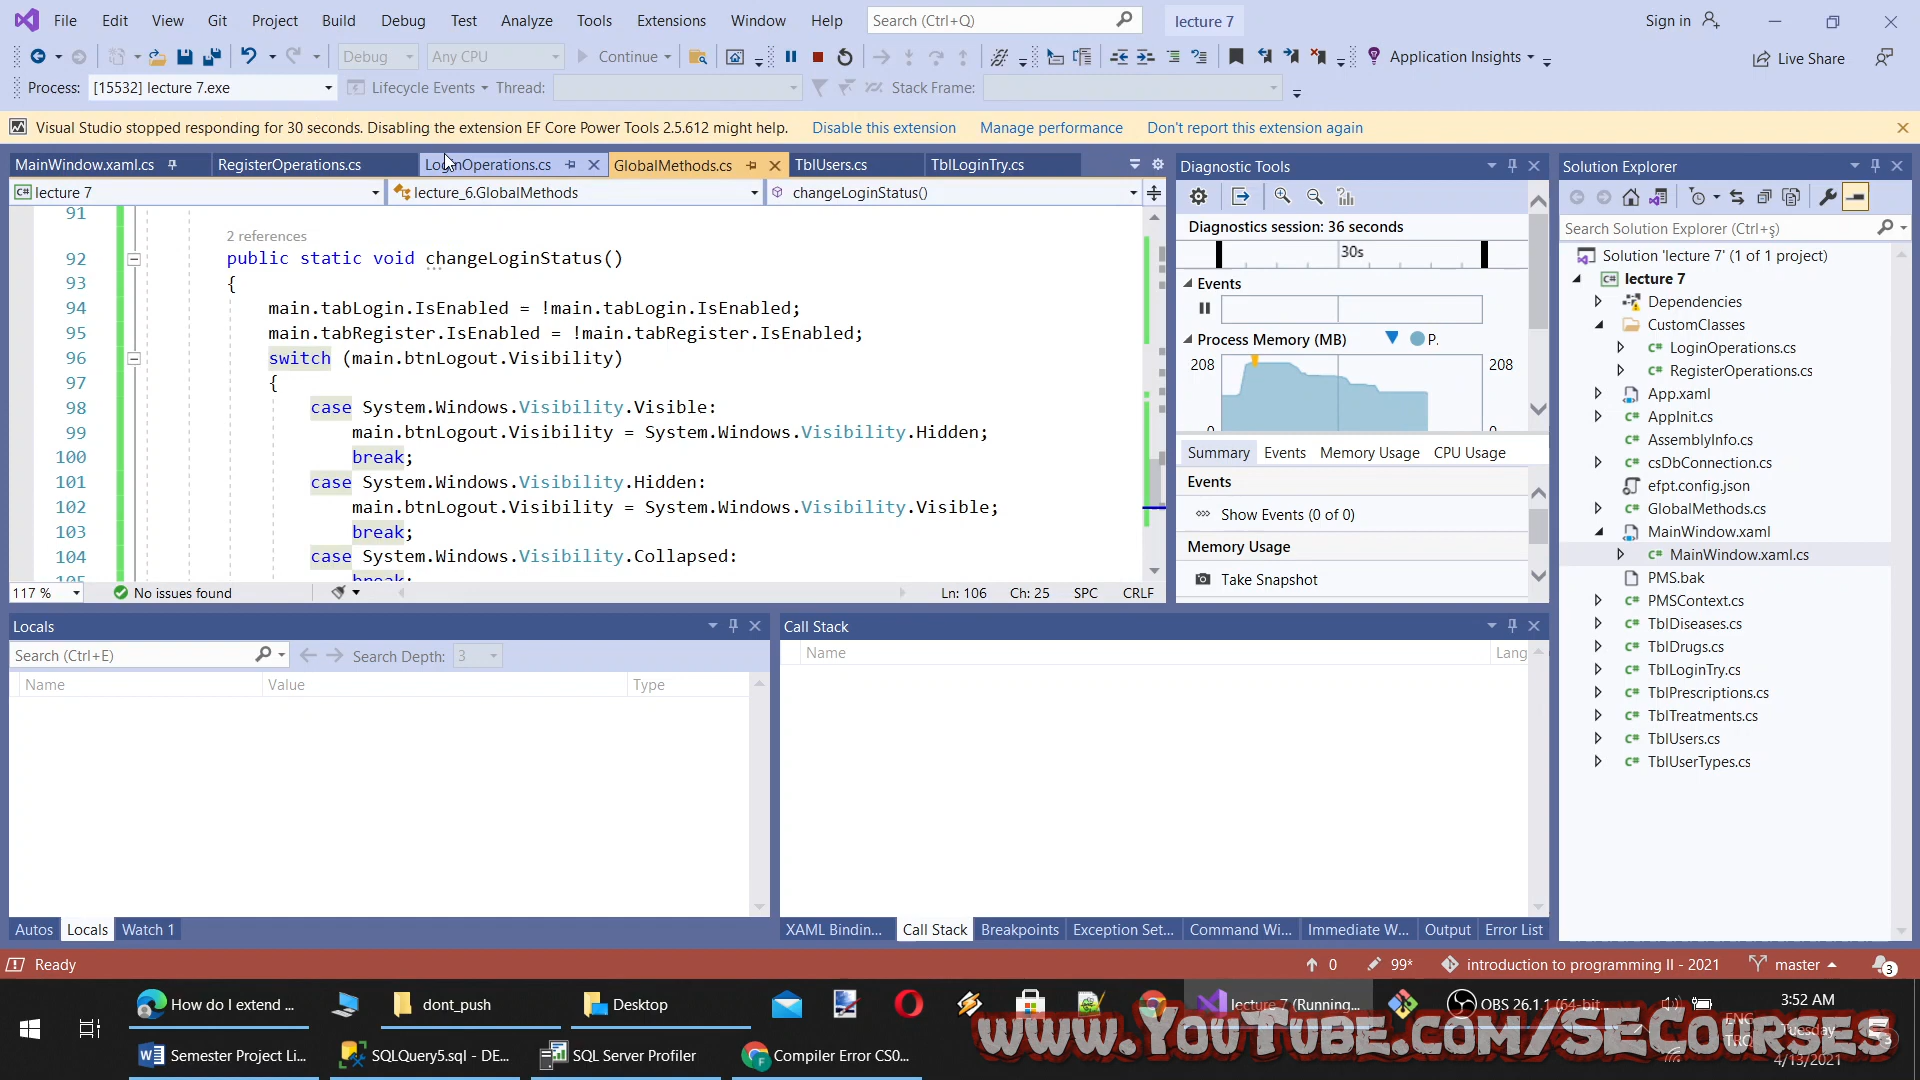 File Edit View Git Project Build Debug Test Analyze Tools Extensions Window Help Search (Ctrl+Q) lecture 7 Sign in
Debug Any CPU Continue Application Insights Live Share
Process: [15532] lecture 7.exe Lifecycle Events Thread: Stack Frame:
Visual Studio stopped responding for 30 seconds. Disabling the extension EF Core Power Tools 2.5.612 might help. Disable this extension Manage performance Don't report this extension again
MainWindow.xaml.cs RegisterOperations.cs LoginOperations.cs GlobalMethods.cs TblUsers.cs TblLoginTry.cs
lecture 7 lecture_6.GlobalMethods changeLoginStatus()
91
2 references
92 public static void changeLoginStatus()
93 {
94 main.tabLogin.IsEnabled = !main.tabLogin.IsEnabled;
95 main.tabRegister.IsEnabled = !main.tabRegister.IsEnabled;
96 switch (main.btnLogout.Visibility)
97 {
98 case System.Windows.Visibility.Visible:
99 main.btnLogout.Visibility = System.Windows.Visibility.Hidden;
100 break;
101 case System.Windows.Visibility.Hidden:
102 main.btnLogout.Visibility = System.Windows.Visibility.Visible;
103 break;
104 case System.Windows.Visibility.Collapsed:
105 break;
117 % No issues found Ln: 106 Ch: 25 SPC CRLF
Diagnostic Tools
Diagnostics session: 36 seconds
30s
Events
Process Memory (MB) P.
208 208
0 0
Summary Events Memory Usage CPU Usage
Events
Show Events (0 of 0)
Memory Usage
Take Snapshot
Solution Explorer
Search Solution Explorer (Ctrl+ş)
Solution 'lecture 7' (1 of 1 project)
lecture 7
Dependencies
CustomClasses
LoginOperations.cs
RegisterOperations.cs
App.xaml
AppInit.cs
AssemblyInfo.cs
csDbConnection.cs
efpt.config.json
GlobalMethods.cs
MainWindow.xaml
MainWindow.xaml.cs
PMS.bak
PMSContext.cs
TblDiseases.cs
TblDrugs.cs
TblLoginTry.cs
TblPrescriptions.cs
TblTreatments.cs
TblUsers.cs
TblUserTypes.cs
Locals
Search (Ctrl+E) Search Depth: 3
Name Value Type
Autos Locals Watch 1
Call Stack
Name Lang
XAML Bindin... Call Stack Breakpoints Exception Set... Command Wi... Immediate W... Output Error List
Ready 0 99* introduction to programming II - 2021 master 3
How do I extend ... dont_push Desktop lecture 7 (Running... OBS 26.1.1 (64-bit... 3:52 AM
ENG Tuesday
Semester Project Li... SQLQuery5.sql - DE... SQL Server Profiler Compiler Error CS0... TRQ 4/13/2021
www.YouTube.com/SECourses